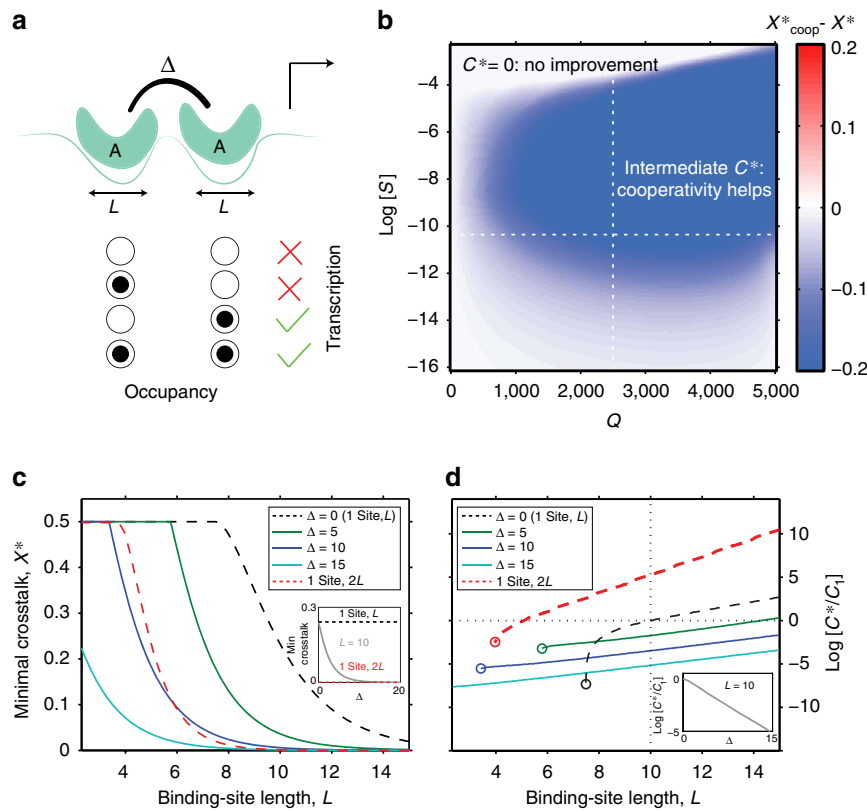 a
Δ
A
A
L
L
Transcription
Occupancy
b
X*coop- X*
C*= 0: no improvement
Intermediate C*:
cooperativity helps
Log [S]
−4
−6
−8
−10
−12
−14
−16
0
1,000
2,000
3,000
4,000
5,000
Q
0.2
0.1
0
−0.1
−0.2
c
Minimal crosstalk, X*
0.5
0.4
0.3
0.2
0.1
0
Δ = 0 (1 Site, L)
Δ = 5
Δ = 10
Δ = 15
1 Site, 2L
Min
crosstalk
0.3
0
1 Site, L
L = 10
1 Site, 2L
0
20
Δ
4
6
8
10
12
14
Binding-site length, L
d
Δ = 0 (1 Site, L)
Δ = 5
Δ = 10
Δ = 15
1 Site, 2L
10
5
0
−5
−10
Log [C*/C1]
Log [C*/C1]
0
−5
L = 10
0
15
Δ
4
6
8
10
12
14
Binding-site length, L